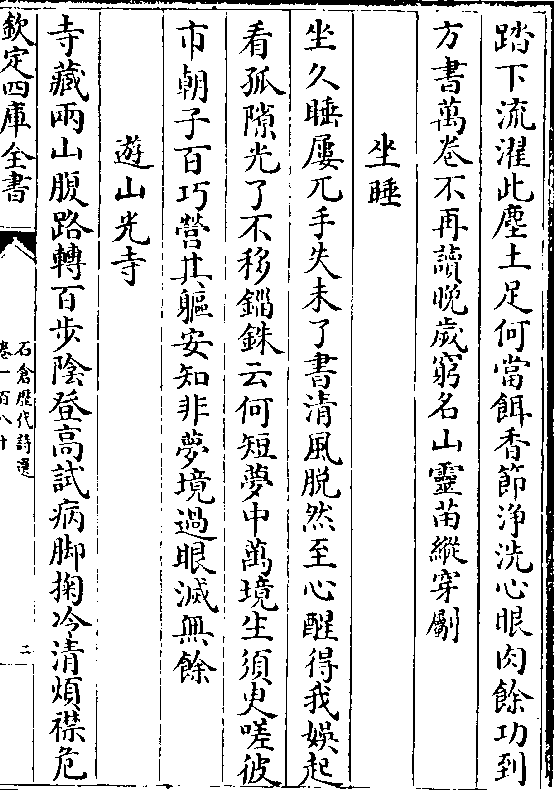 踏下流濯此塵土足何當餌香節浄洗心眼肉餘功到
方書萬卷不再讀晩歲窮名山靈苗縱穿劚
坐睡
坐久睡屢兀手失未了書清風脱然至心醒得我娱起
看孤隙光了不移錙銖云何短夢中萬境生須臾嗟彼
市朝子百巧營其軀安知非夢境過眼滅無餘
遊山光寺
寺藏兩山腹路轉百步陰登高試病脚掬冷清煩襟危
欽定四庫全書
石倉歷代詩選
卷一百八十
二